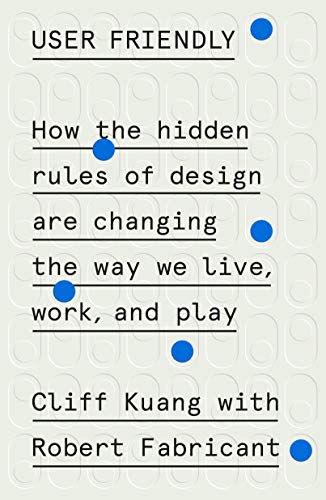 USER FRIENDLY
How the hidden
rules of design
are changing
the way we live,
work, and play
Cliff Kuang with
Robert Fabricant